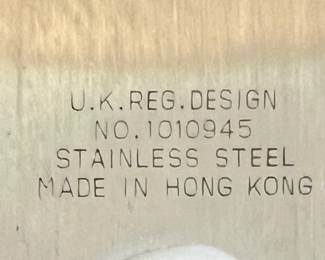 U.K.REG.DESIGN
NO.1010945
STAINLESS STEEL
MADE IN HONG KONG